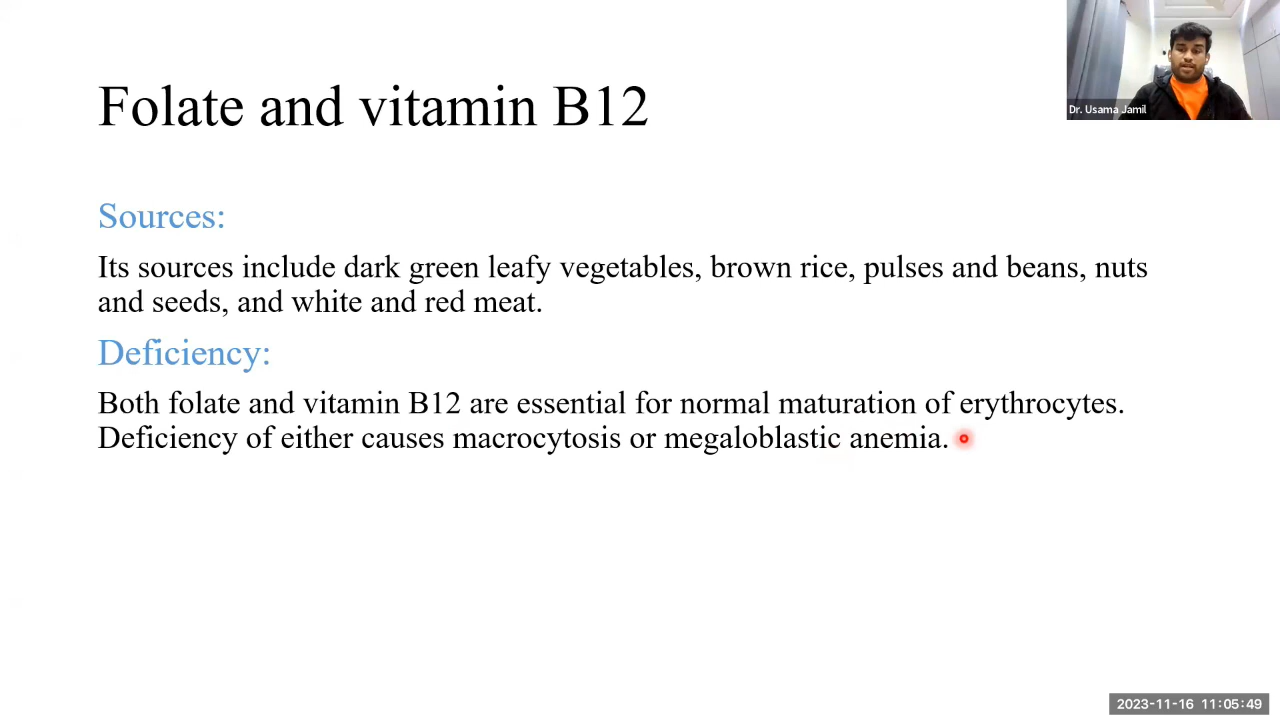 Dr. Usama Jamil
Folate and vitamin B12
Sources:
Its sources include dark green leafy vegetables, brown rice, pulses and beans, nuts
and seeds, and white and red meat.
Deficiency:
Both folate and vitamin B12 are essential for normal maturation of erythrocytes.
Deficiency of either causes macrocytosis or megaloblastic anemia.
2023-11-16 11:05:49